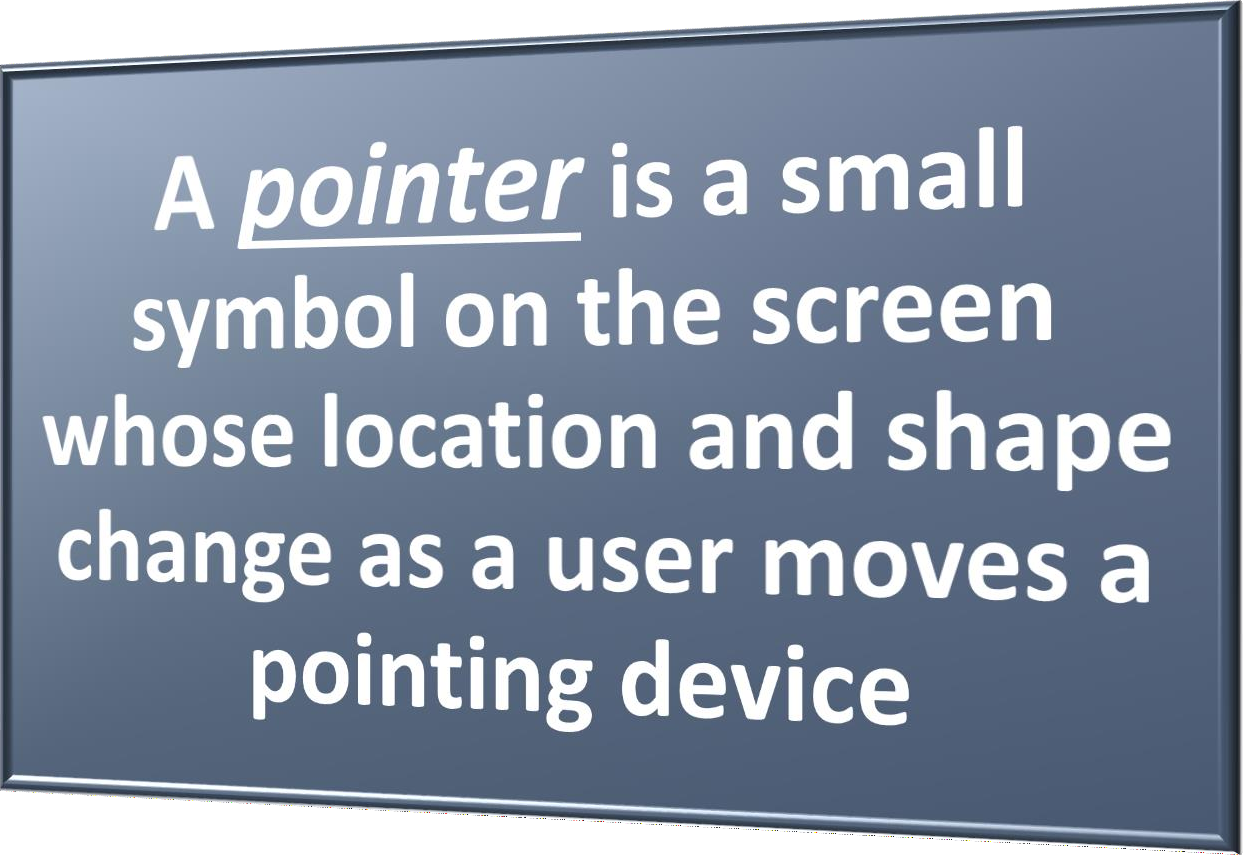 A pointer is a small
symbol on the screen
whose location and shape
change as a user moves a
pointing device